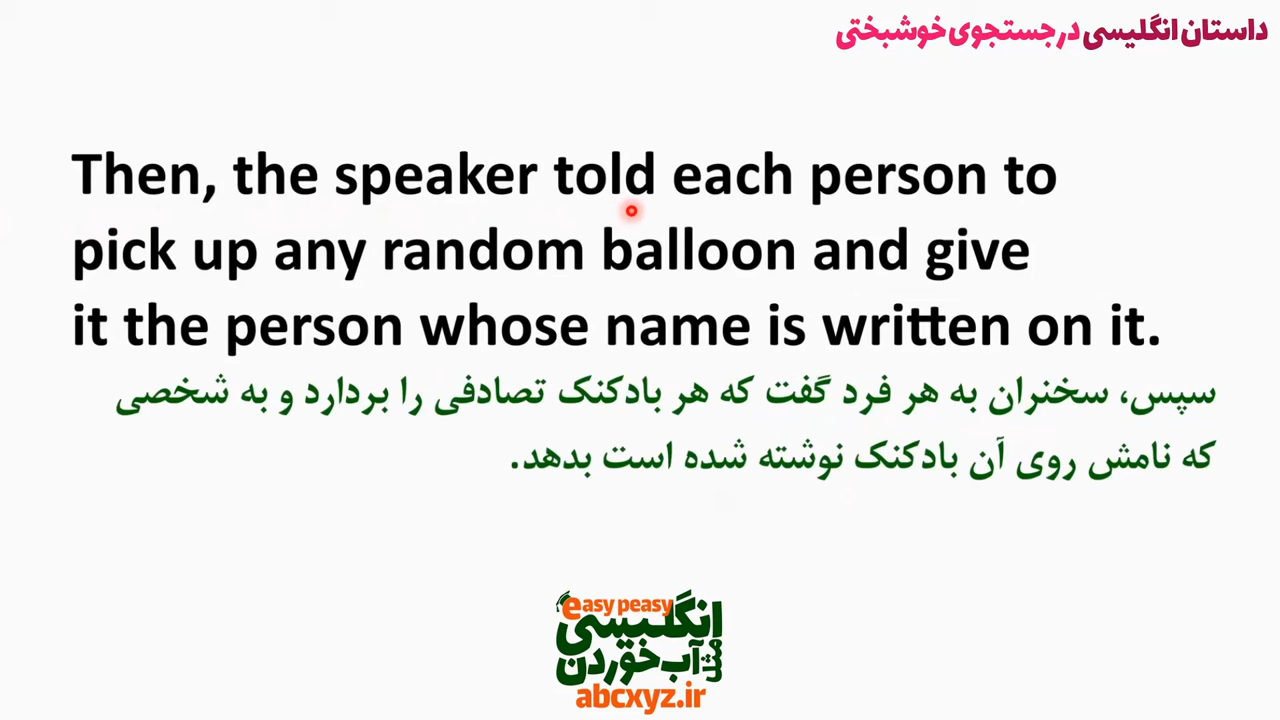 داستان انگلیسی در جستجوی خوشبختی
Then, the speaker told each person to
pick up any random balloon and give
it the person whose name is written on it.
سپس، سخنران به هر فرد گفت که هر بادکنک تصادفی را بردارد و به شخصی
که نامش روی آن بادکنک نوشته شده است بدهد.
easy peasy
انگلیسی
مثل آب خوردن
abcxyz.ir